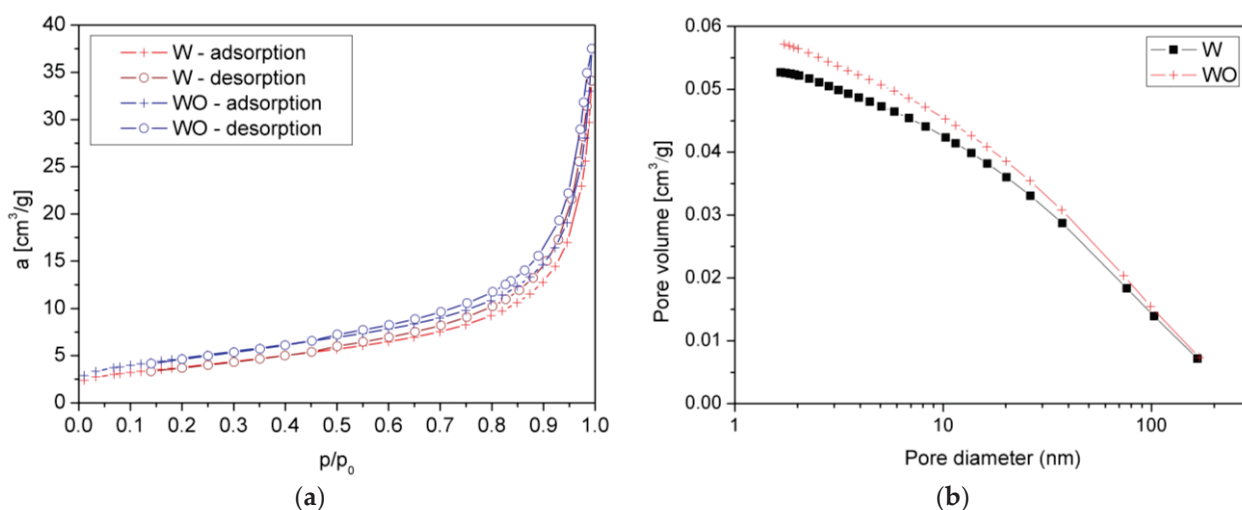 40
35
30
25
20
15
10
5
0
a [cm³/g]
W - adsorption
W - desorption
WO - adsorption
WO - desorption
0.0 0.1 0.2 0.3 0.4 0.5 0.6 0.7 0.8 0.9 1.0
p/p₀
(a)
0.06
0.05
0.04
0.03
0.02
0.01
0.00
Pore volume [cm³/g]
W
WO
1 10 100
Pore diameter (nm)
(b)